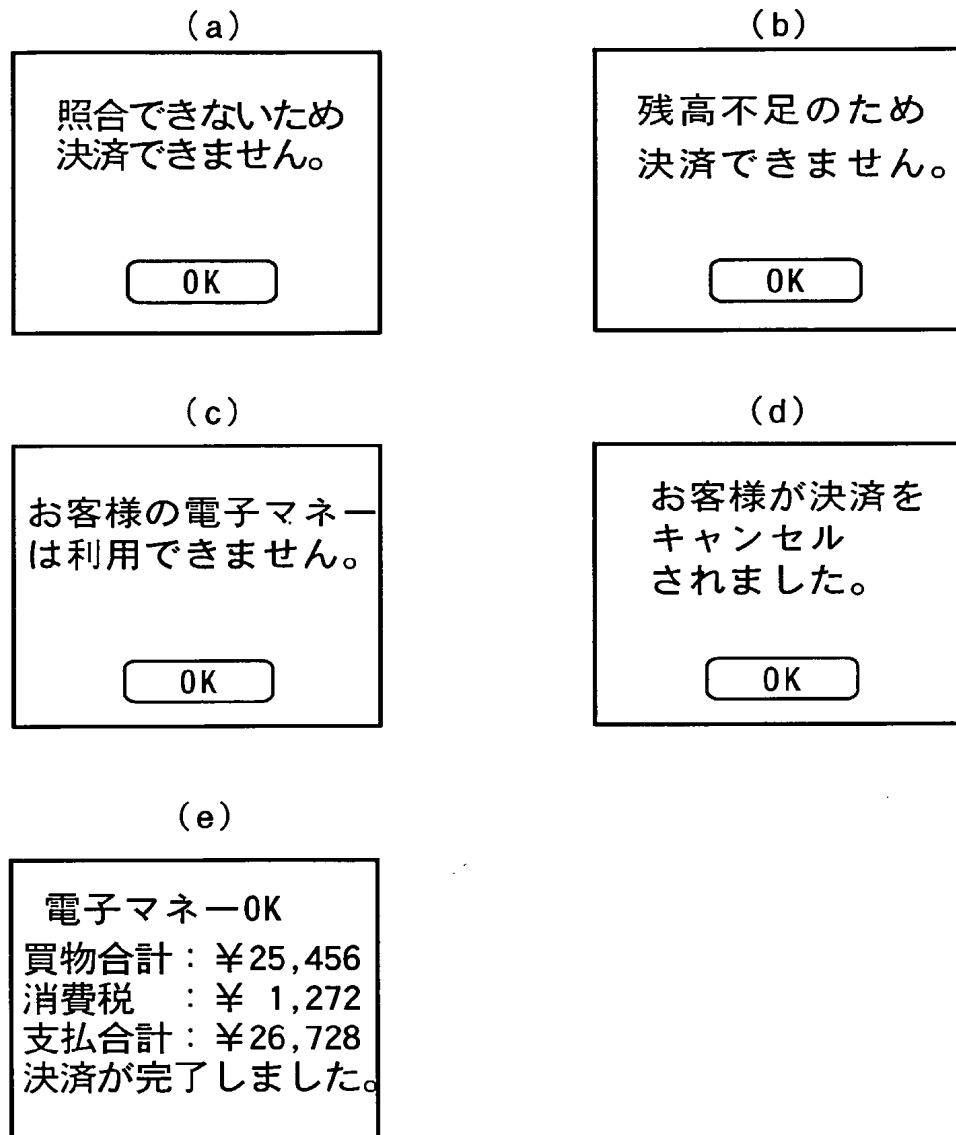 (a)
照合できないため
決済できません。
OK
(b)
残高不足のため
決済できません。
OK
(c)
お客様の電子マネー
は利用できません。
OK
(d)
お客様が決済を
キャンセル
されました。
OK
(e)
電子マネーOK
買物合計：￥25,456
消費税　：￥ 1,272
支払合計：￥26,728
決済が完了しました。